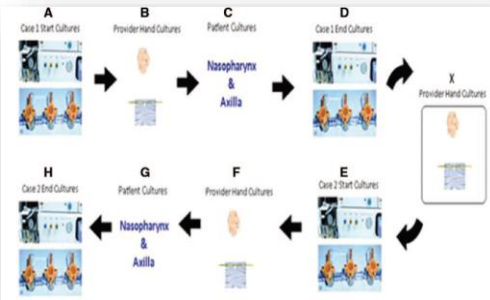 A
Case 1 Start Cultures
B
Provider Hand Cultures
C
Patient Cultures
Nasopharynx
&
Axilla
D
Case 1 End Cultures
X
Provider Hand Cultures
H
Case 2 End Cultures
G
Patient Cultures
Nasopharynx
&
Axilla
F
Provider Hand Cultures
E
Case 2 Start Cultures